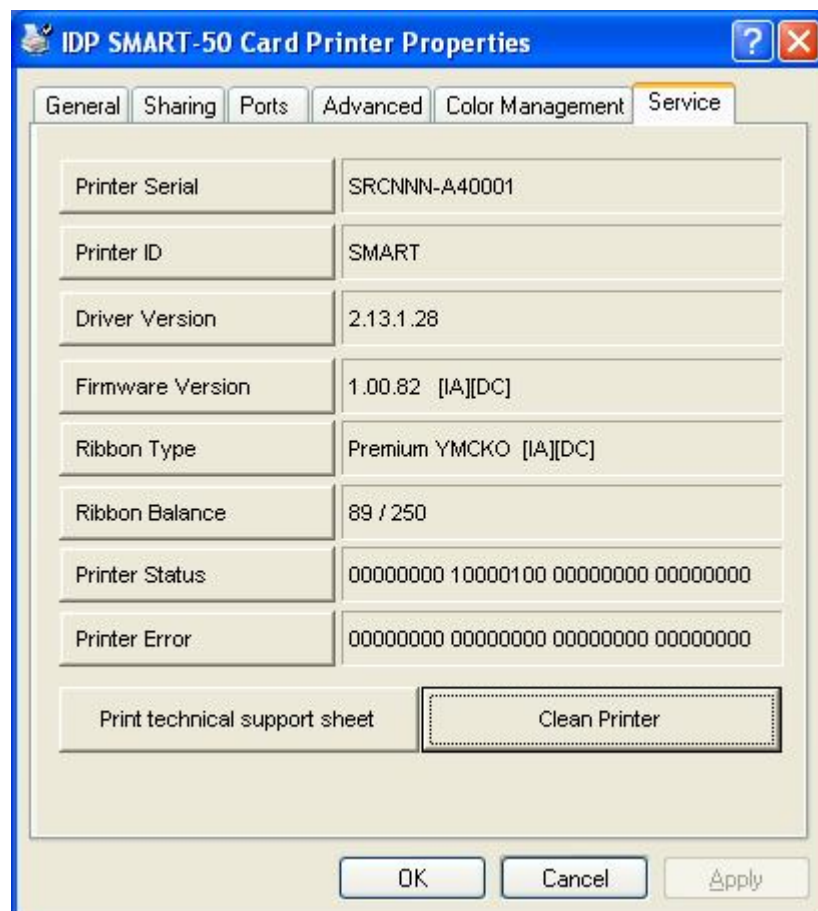 IDP SMART-50 Card Printer Properties
General Sharing Ports Advanced Color Management Service
Printer Serial SRCNNN-A40001
Printer ID SMART
Driver Version 2.13.1.28
Firmware Version 1.00.82 [IA][DC]
Ribbon Type Premium YMCKO [IA][DC]
Ribbon Balance 89 / 250
Printer Status 00000000 10000100 00000000 00000000
Printer Error 00000000 00000000 00000000 00000000
Print technical support sheet Clean Printer
OK Cancel Apply